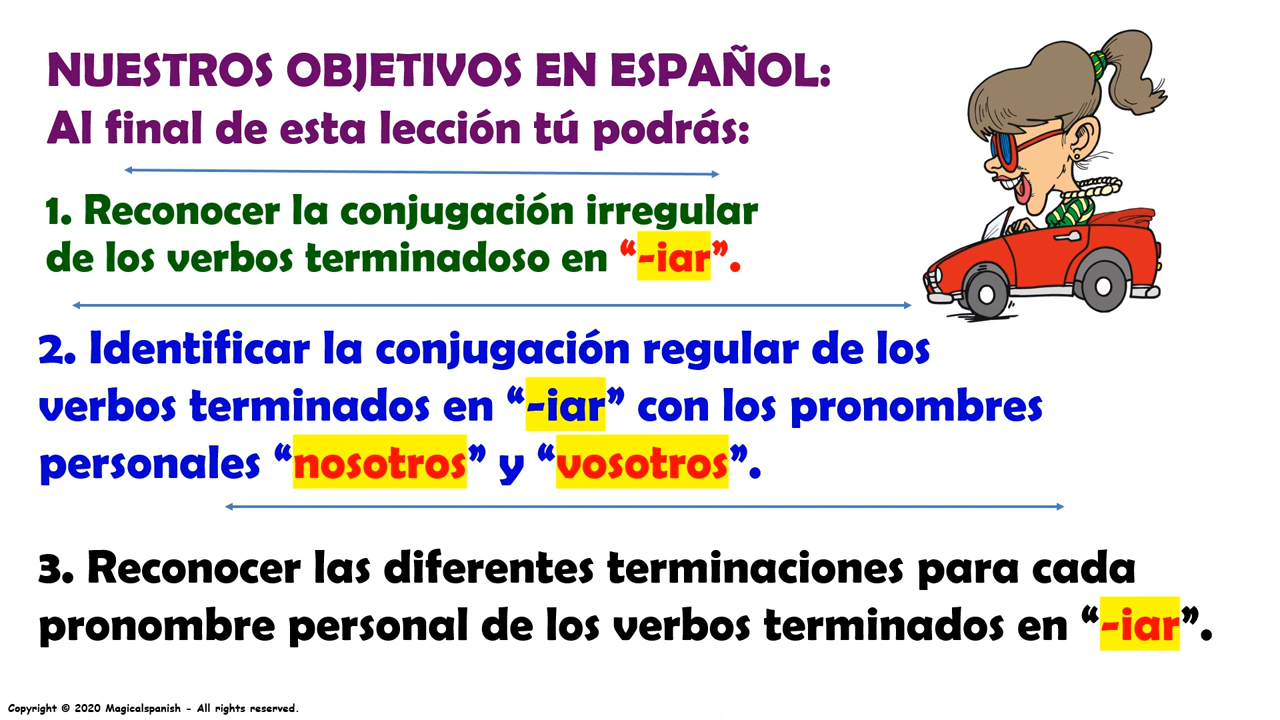 NUESTROS OBJETIVOS EN ESPAÑOL:
Al final de esta lección tú podrás:
1. Reconocer la conjugación irregular
de los verbos terminadoso en “-iar”.
2. Identificar la conjugación regular de los
verbos terminados en “-iar” con los pronombres
personales “nosotros” y “vosotros”.
3. Reconocer las diferentes terminaciones para cada
pronombre personal de los verbos terminados en “-iar”.
Copyright © 2020 Magicalspanish - All rights reserved.